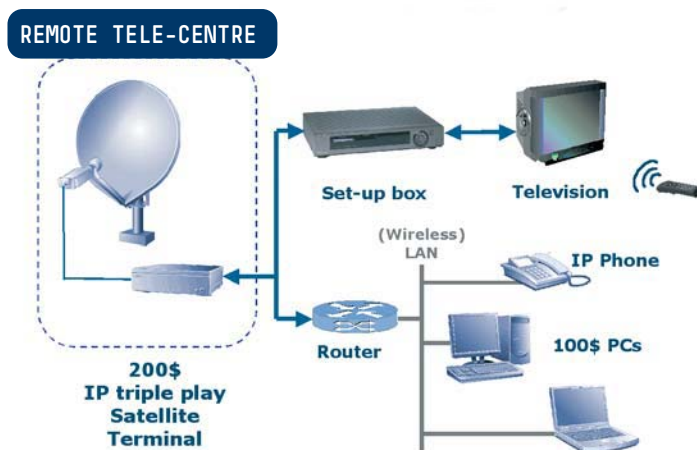 REMOTE TELE-CENTRE
Set-up box
Television
(Wireless)
LAN
IP Phone
Router
100$ PCs
200$
IP triple play
Satellite
Terminal